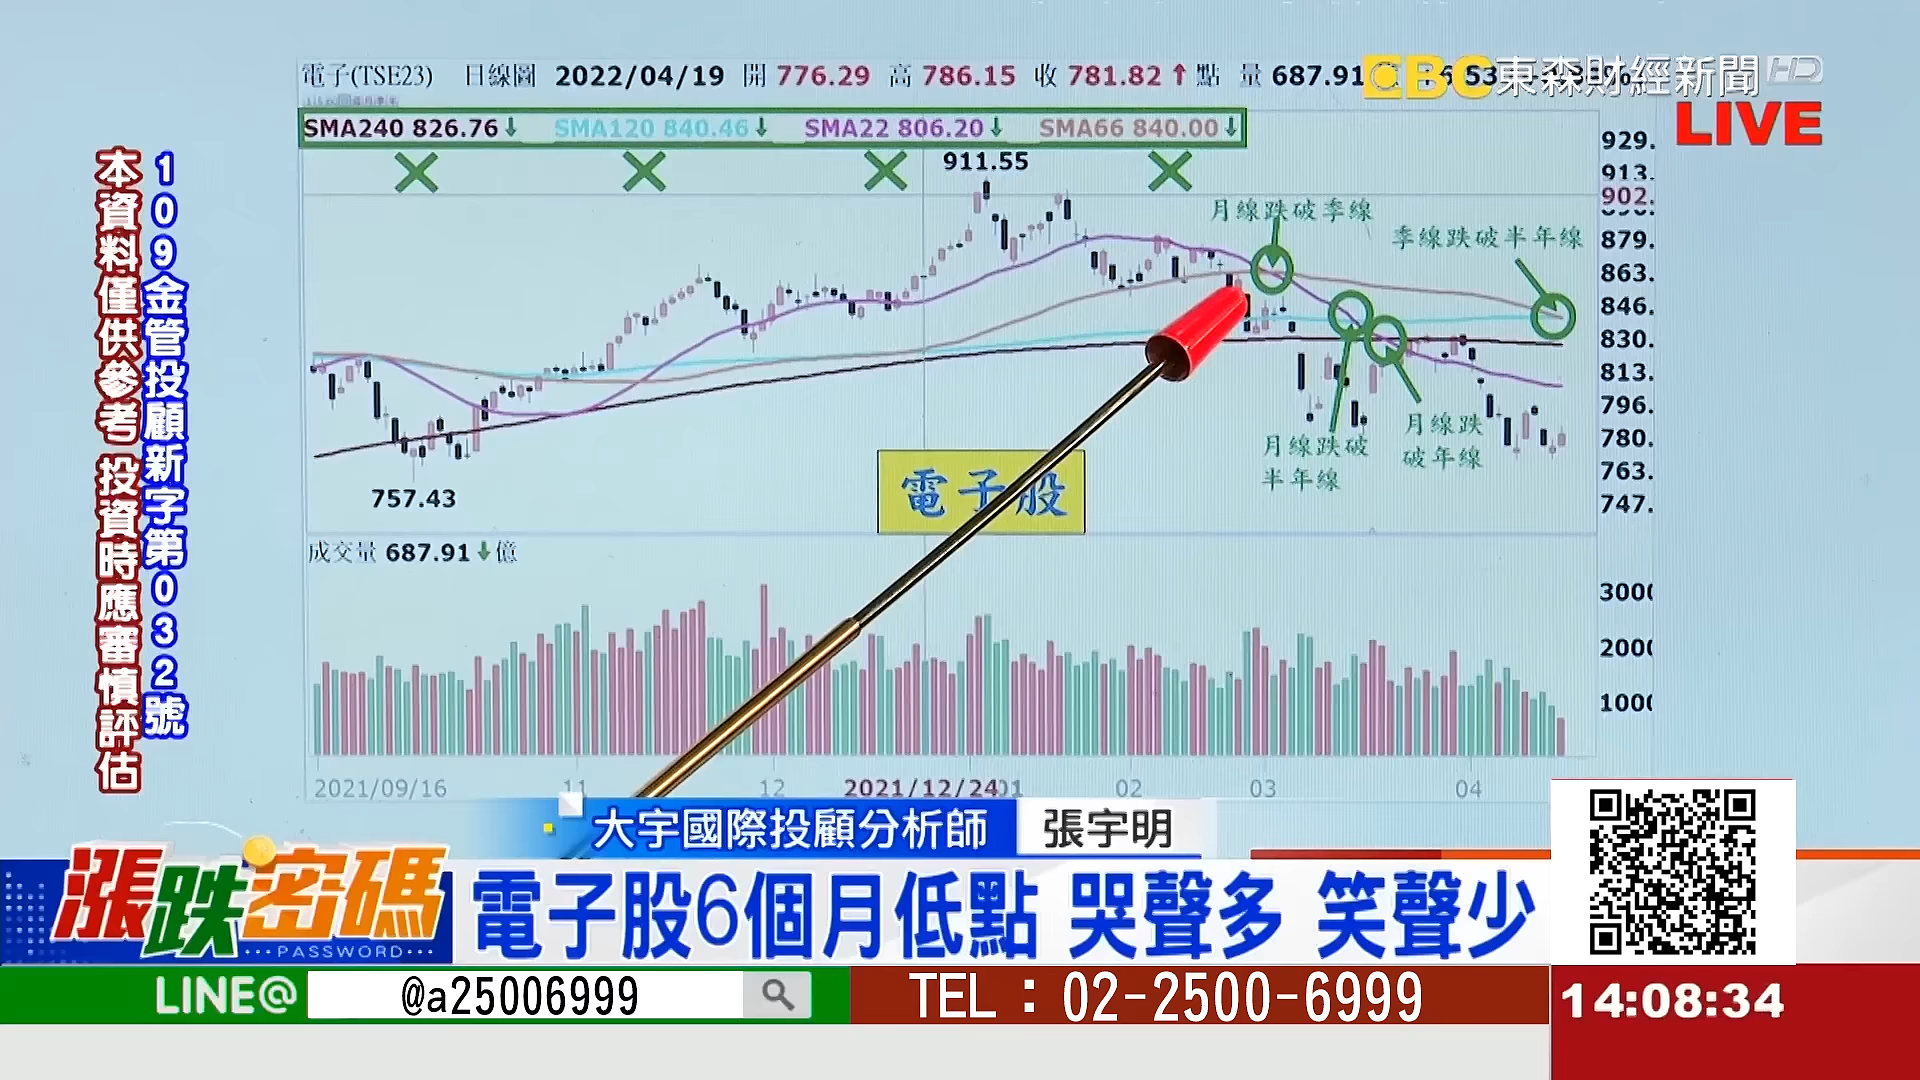 電子(TSE23) 日線圖 2022/04/19 開 776.29 高 786.15 收 781.82 ↑ 點 量 687.91
東森財經新聞 HD
EBC
LIVE
SMA240 826.76↓ SMA120 840.46↓ SMA22 806.20↓ SMA66 840.00↓
911.55
月線跌破季線
季線跌破半年線
月線跌破
半年線
月線跌
破年線
757.43
電子股
929.
913.
902.
879.
863.
846.
830.
813.
796.
780.
763.
747.
成交量 687.91↓億
2021/09/16 11 12 2021/12/24 01 02 03 04
109金管投顧新字第032號
本資料僅供參考 投資時應審慎評估
大宇國際投顧分析師 張宇明
漲跌密碼
PASSWORD
電子股6個月低點 哭聲多 笑聲少
LINE@ @a25006999
TEL：02-2500-6999
14:08:34